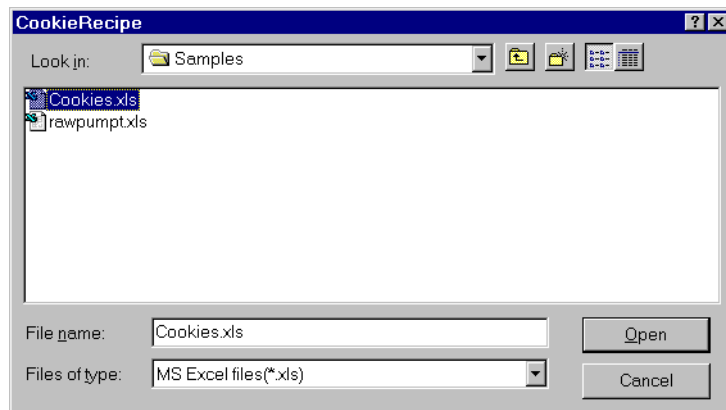 CookieRecipe
Look in: Samples
Cookies.xls
rawpumpt.xls
File name: Cookies.xls Open
Files of type: MS Excel files(*.xls) Cancel